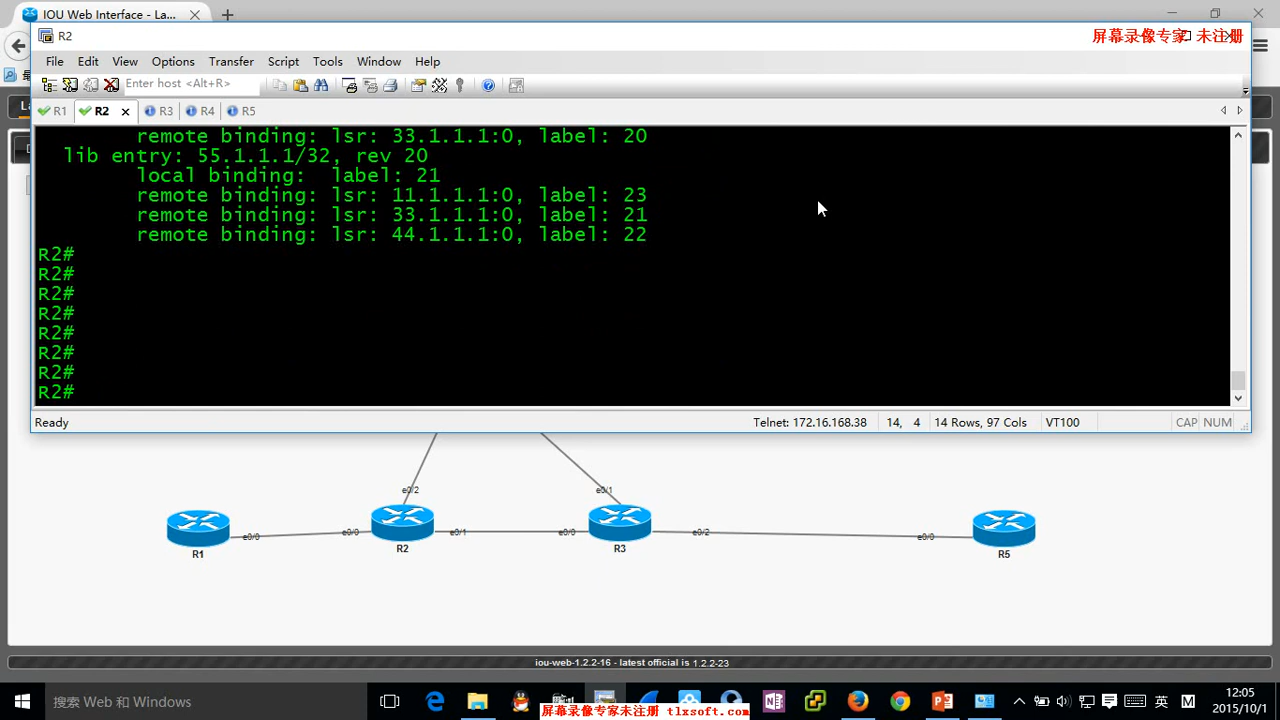 IOU Web Interface - La...
R2
屏幕录像专家 未注册
File Edit View Options Transfer Script Tools Window Help
Enter host <Alt+R>
R1 R2 R3 R4 R5
remote binding: lsr: 33.1.1.1:0, label: 20
lib entry: 55.1.1.1/32, rev 20
local binding: label: 21
remote binding: lsr: 11.1.1.1:0, label: 23
remote binding: lsr: 33.1.1.1:0, label: 21
remote binding: lsr: 44.1.1.1:0, label: 22
R2#
R2#
R2#
R2#
R2#
R2#
R2#
R2#
Ready Telnet: 172.16.168.38 14, 4 14 Rows, 97 Cols VT100 CAP NUM
e0/2 e0/1
e0/0 e0/0 e0/1 e0/0 e0/2 e0/0
R1 R2 R3 R5
iou-web-1.2.2-16 - latest official is 1.2.2-23
搜索 Web 和 Windows
英
12:05
2015/10/1
屏幕录像专家未注册 tlxsoft.com